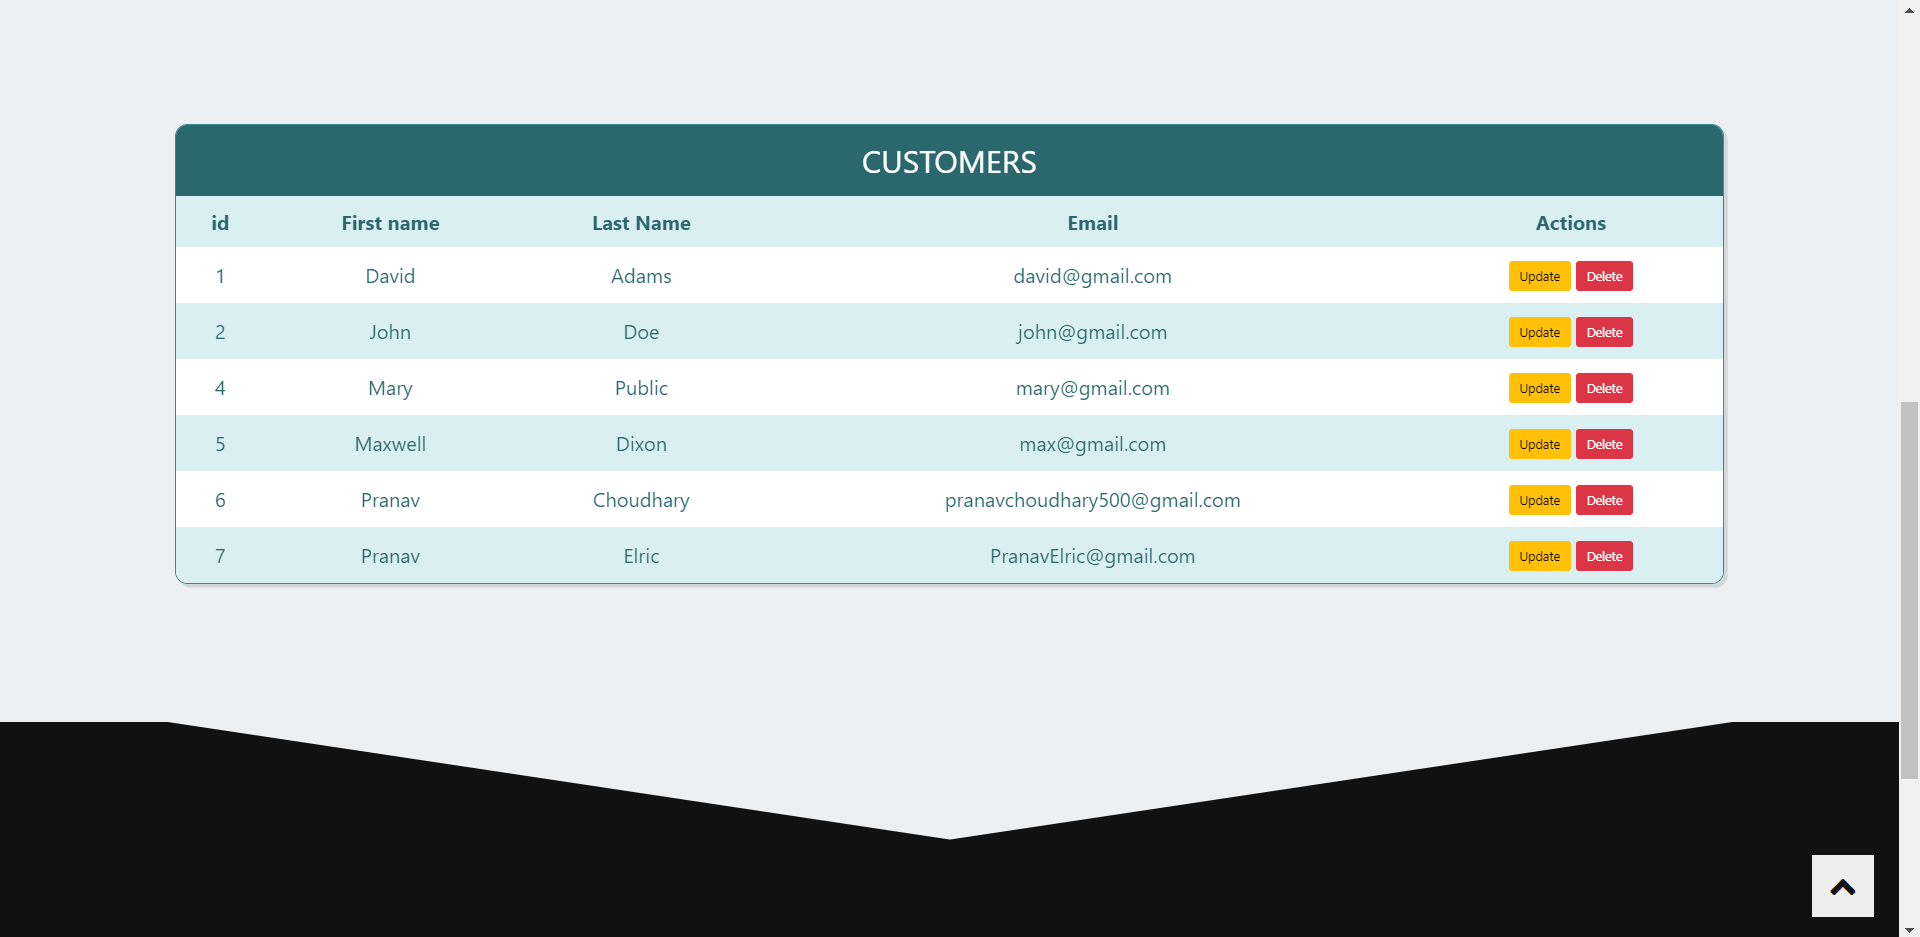 CUSTOMERS
id First name Last Name Email Actions
1 David Adams david@gmail.com Update Delete
2 John Doe john@gmail.com Update Delete
4 Mary Public mary@gmail.com Update Delete
5 Maxwell Dixon max@gmail.com Update Delete
6 Pranav Choudhary pranavchoudhary500@gmail.com Update Delete
7 Pranav Elric PranavElric@gmail.com Update Delete